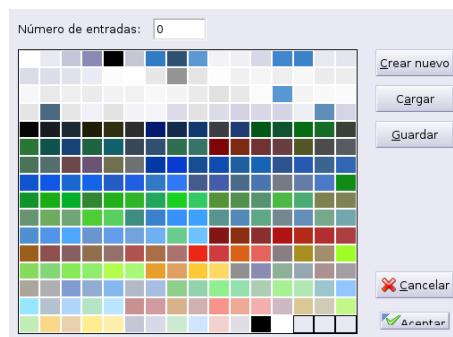 Número de entradas: 0
Crear nuevo
Cargar
Guardar
Cancelar
Aceptar